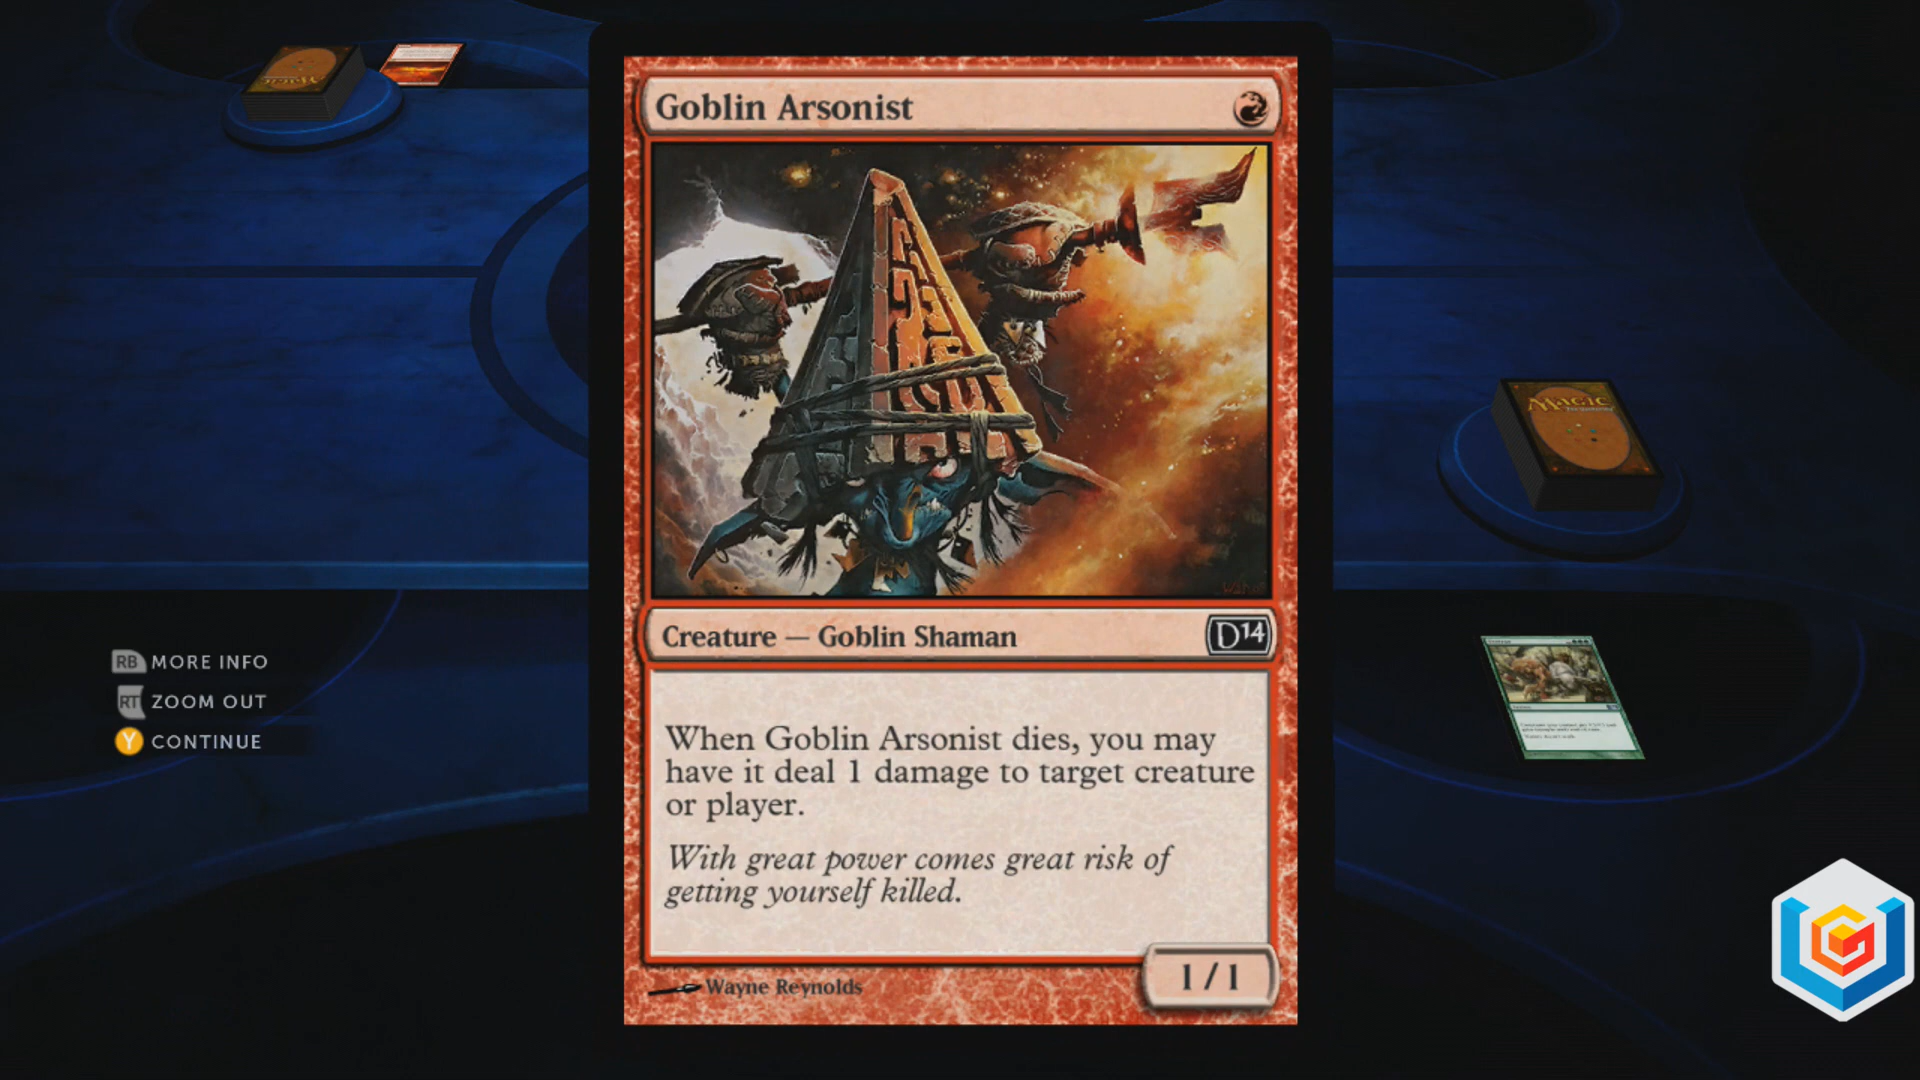 Goblin Arsonist
Creature — Goblin Shaman
D14
When Goblin Arsonist dies, you may
have it deal 1 damage to target creature
or player.
With great power comes great risk of
getting yourself killed.
Wayne Reynolds
1 / 1
RB MORE INFO
RT ZOOM OUT
Y CONTINUE
MAGIC